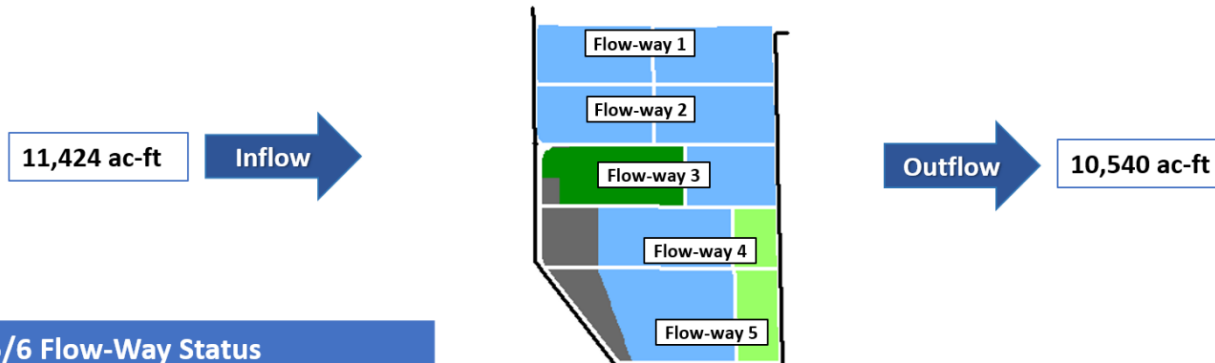 Flow-way 1
Flow-way 2
11,424 ac-ft
Inflow
Flow-way 3
Outflow
10,540 ac-ft
Flow-way 4
Flow-way 5
/6 Flow-Way Status